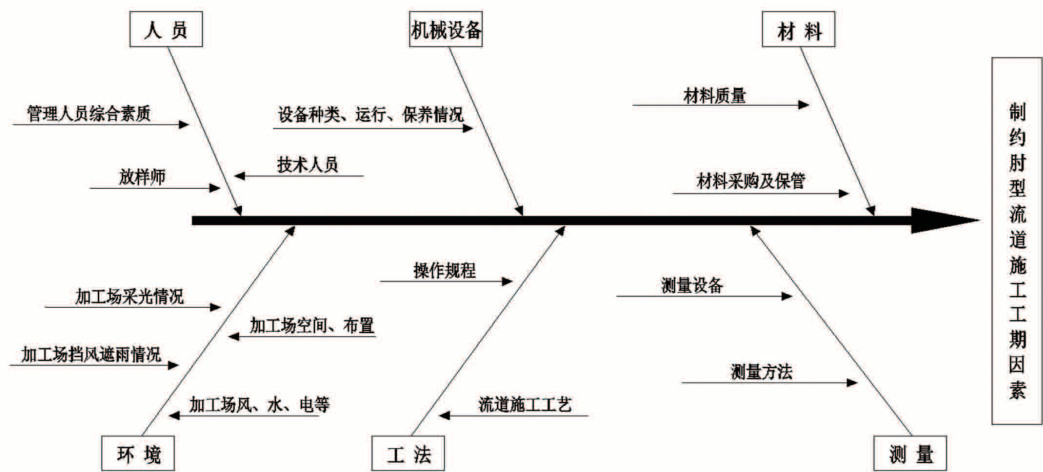 人员
机械设备
材料
管理人员综合素质
设备种类、运行、保养情况
材料质量
技术人员
放样师
材料采购及保管
制约肘型流道施工工期因素
操作规程
测量设备
加工场采光情况
加工场空间、布置
加工场挡风遮雨情况
测量方法
加工场风、水、电等
流道施工工艺
环境
工法
测量